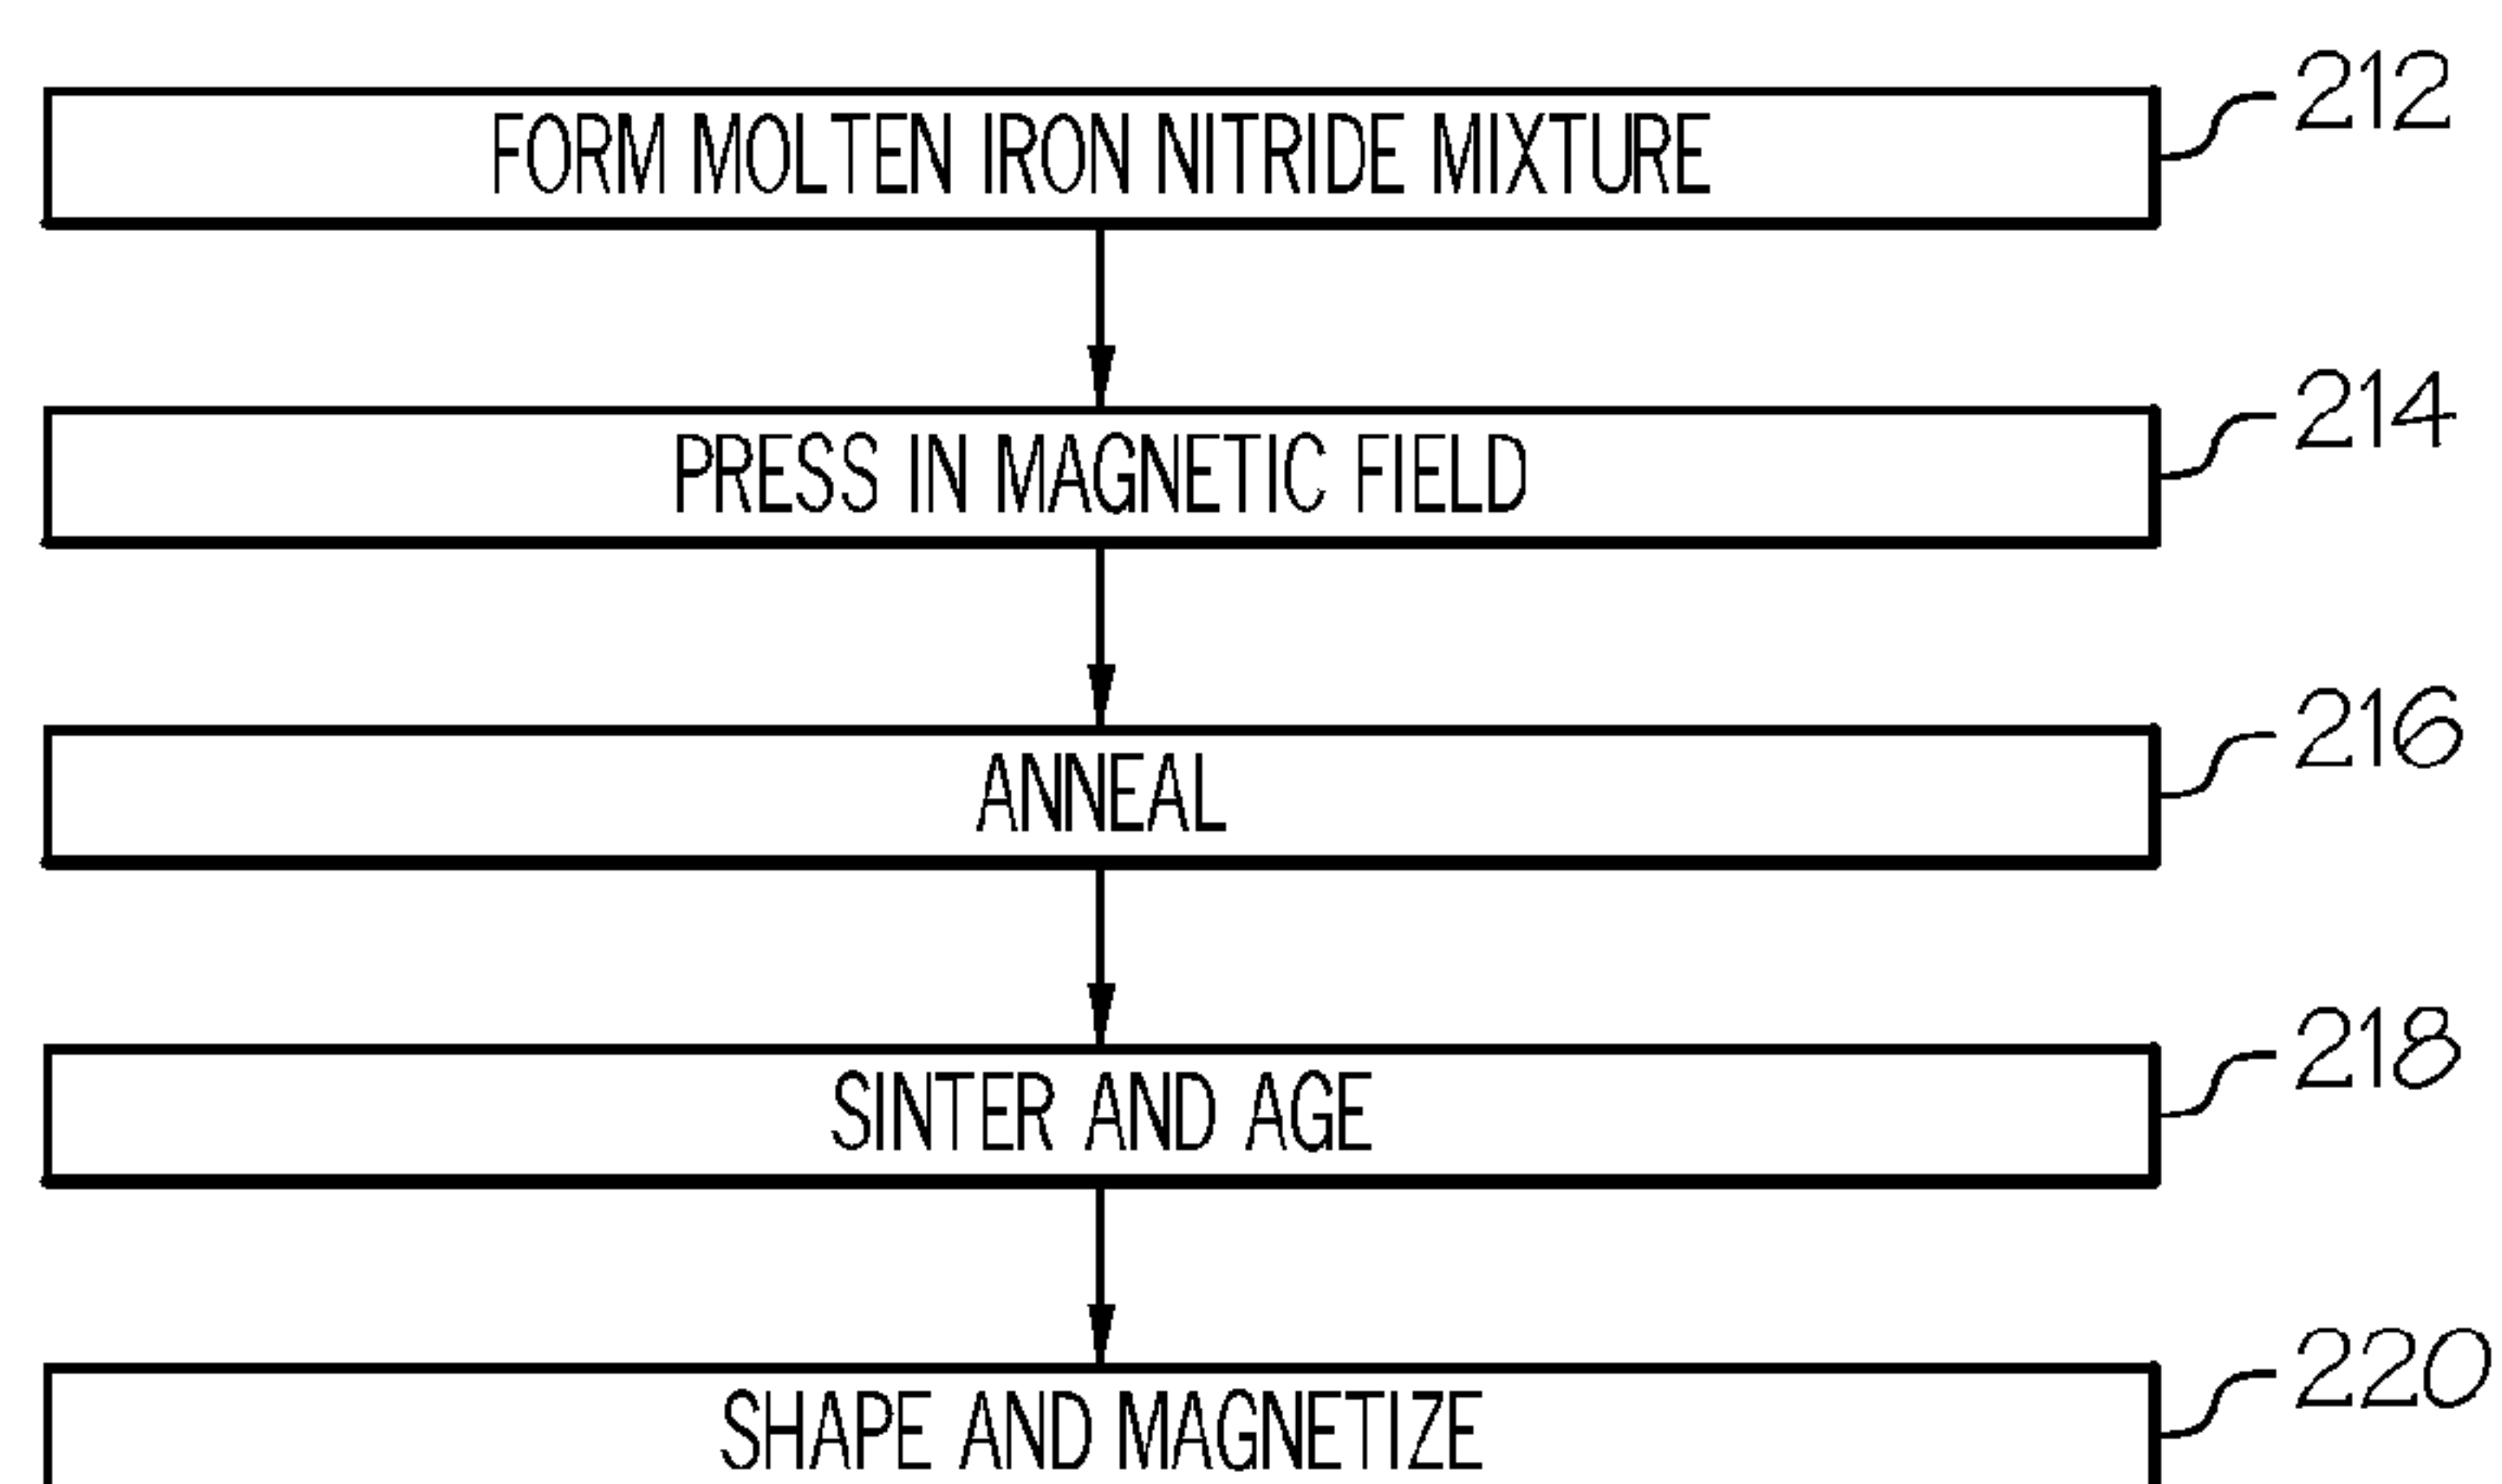 FORM MOLTEN IRON NITRIDE MIXTURE 212
PRESS IN MAGNETIC FIELD 214
ANNEAL 216
SINTER AND AGE 218
SHAPE AND MAGNETIZE 220